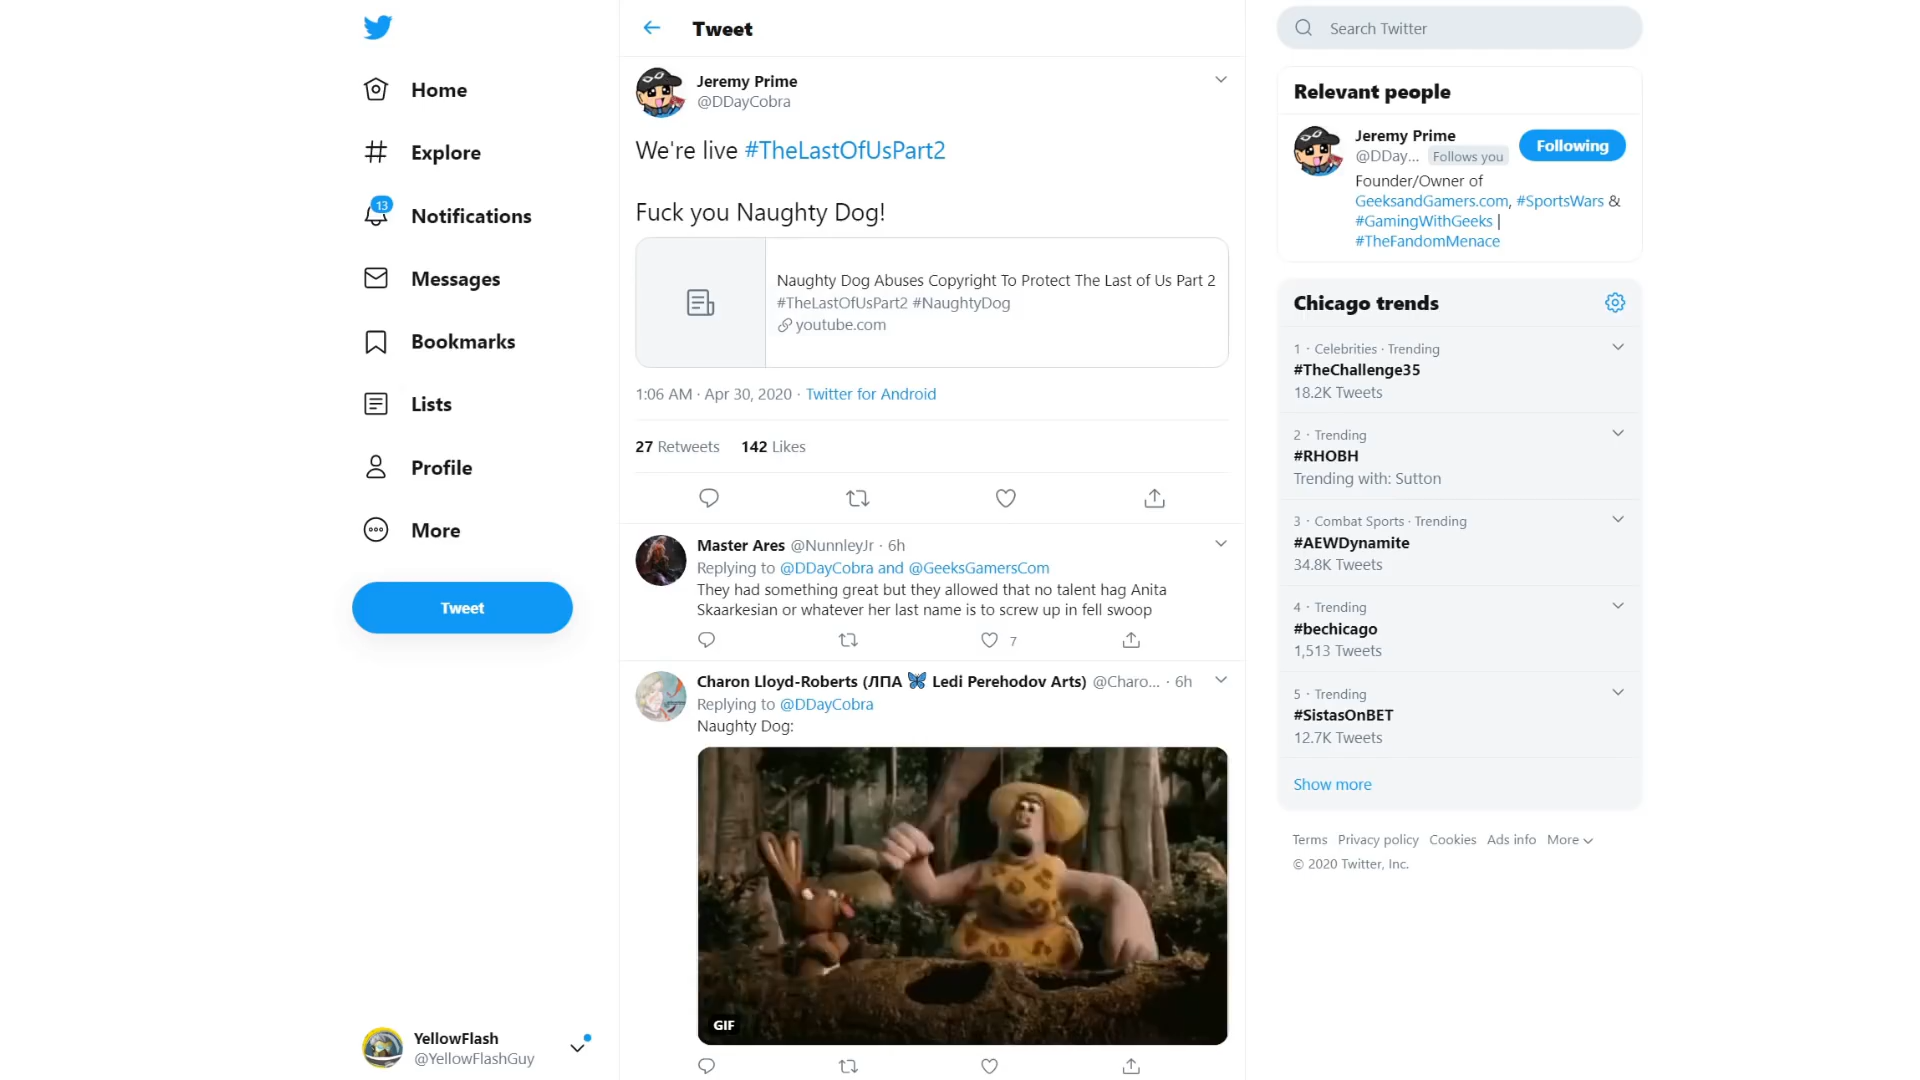 Home
Explore
13
Notifications
Messages
Bookmarks
Lists
Profile
More
Tweet
YellowFlash
@YellowFlashGuy
Tweet
Jeremy Prime
@DDayCobra
We're live #TheLastOfUsPart2
Fuck you Naughty Dog!
Naughty Dog Abuses Copyright To Protect The Last of Us Part 2
#TheLastOfUsPart2 #NaughtyDog
youtube.com
1:06 AM · Apr 30, 2020 · Twitter for Android
27 Retweets 142 Likes
Master Ares @NunnleyJr · 6h
Replying to @DDayCobra and @GeeksGamersCom
They had something great but they allowed that no talent hag Anita
Skaarkesian or whatever her last name is to screw up in fell swoop
7
Charon Lloyd-Roberts (ЛПА 🦋 Ledi Perehodov Arts) @Charo... · 6h
Replying to @DDayCobra
Naughty Dog:
GIF
Search Twitter
Relevant people
Jeremy Prime
@DDay... Follows you
Following
Founder/Owner of
GeeksandGamers.com, #SportsWars &
#GamingWithGeeks |
#TheFandomMenace
Chicago trends
1 · Celebrities · Trending
#TheChallenge35
18.2K Tweets
2 · Trending
#RHOBH
Trending with: Sutton
3 · Combat Sports · Trending
#AEWDynamite
34.8K Tweets
4 · Trending
#bechicago
1,513 Tweets
5 · Trending
#SistasOnBET
12.7K Tweets
Show more
Terms Privacy policy Cookies Ads info More
© 2020 Twitter, Inc.